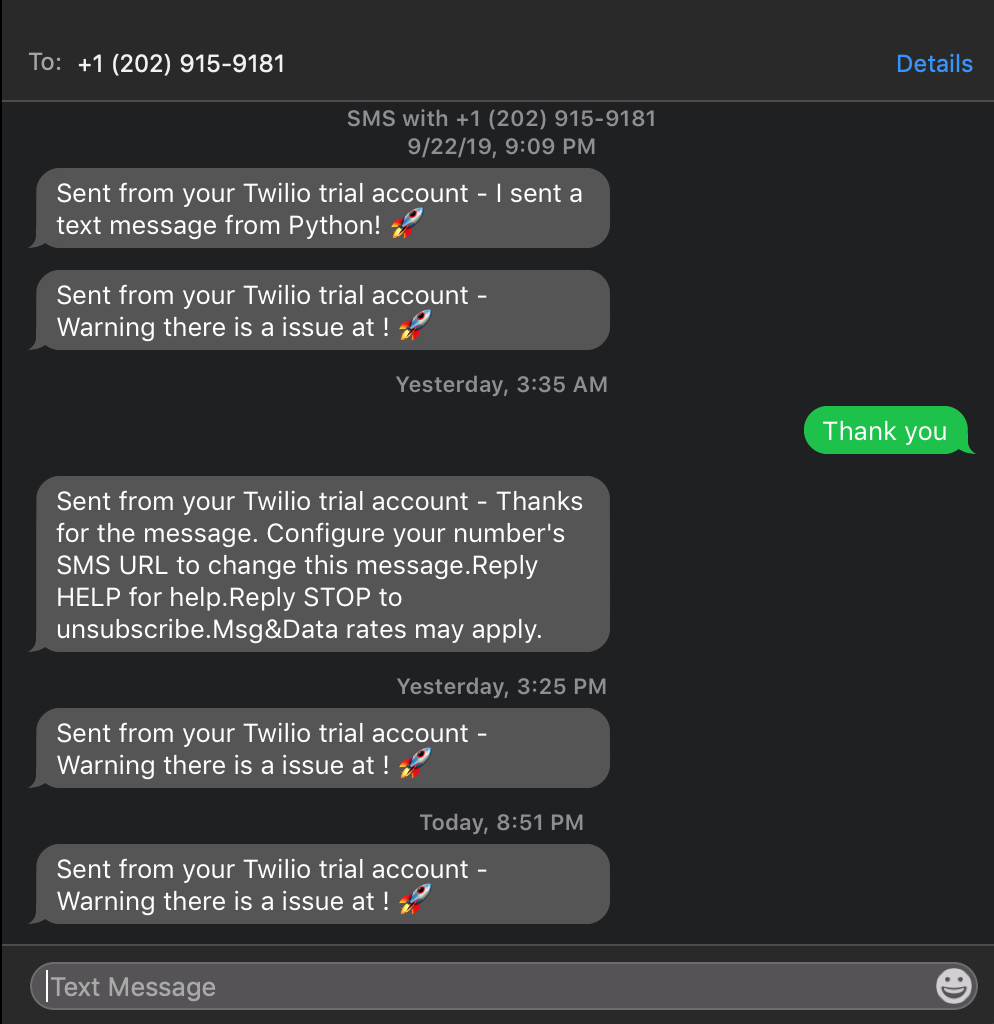 To: +1 (202) 915-9181 Details
SMS with +1 (202) 915-9181
9/22/19, 9:09 PM
Sent from your Twilio trial account - I sent a
text message from Python! 🚀
Sent from your Twilio trial account -
Warning there is a issue at ! 🚀
Yesterday, 3:35 AM
Thank you
Sent from your Twilio trial account - Thanks
for the message. Configure your number's
SMS URL to change this message.Reply
HELP for help.Reply STOP to
unsubscribe.Msg&Data rates may apply.
Yesterday, 3:25 PM
Sent from your Twilio trial account -
Warning there is a issue at ! 🚀
Today, 8:51 PM
Sent from your Twilio trial account -
Warning there is a issue at ! 🚀
Text Message